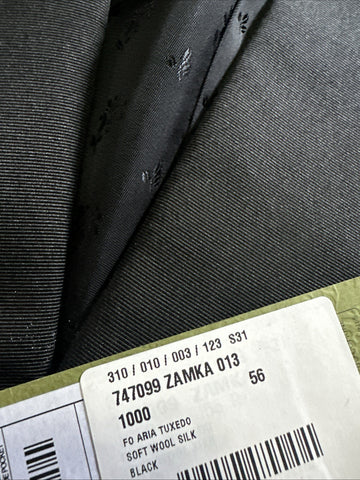 310 / 010 / 003 / 123 S31
747099 ZAMKA 013
1000 56
FO ARIA TUXEDO
SOFT WOOL SILK
BLACK